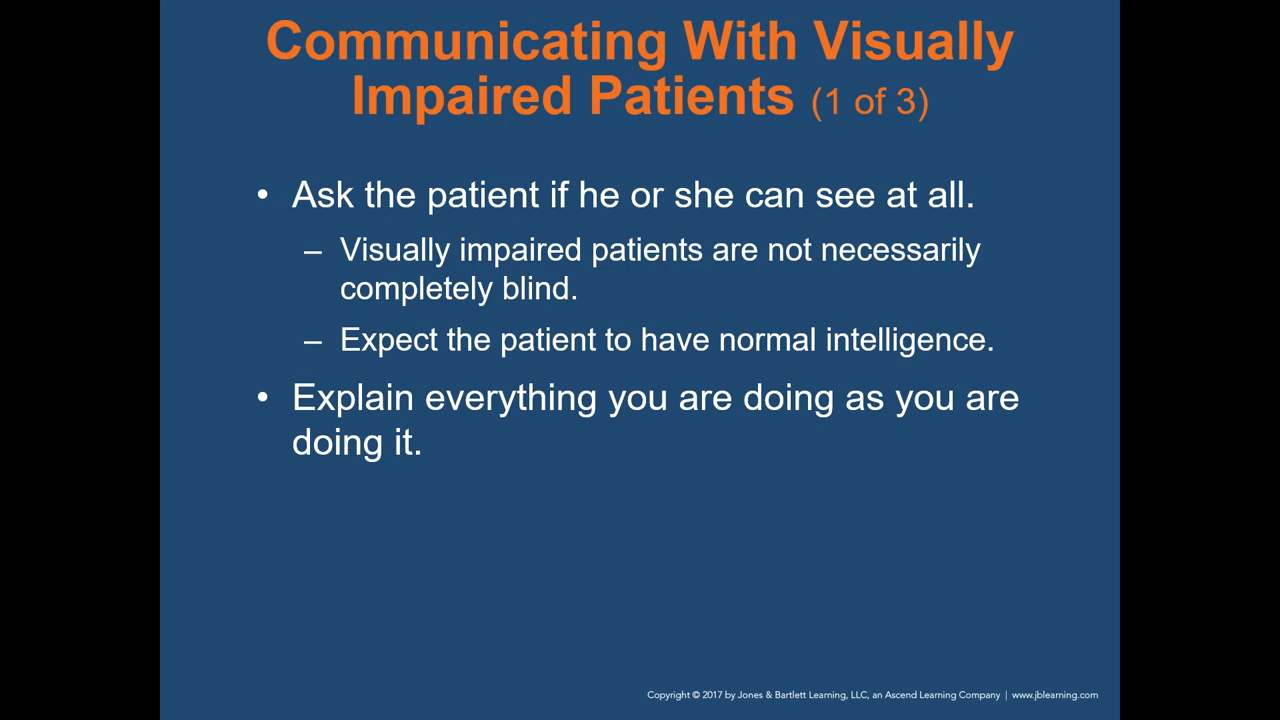 Communicating With Visually
Impaired Patients (1 of 3)
• Ask the patient if he or she can see at all.
– Visually impaired patients are not necessarily
completely blind.
– Expect the patient to have normal intelligence.
• Explain everything you are doing as you are
doing it.
Copyright © 2017 by Jones & Bartlett Learning, LLC, an Ascend Learning Company | www.jblearning.com